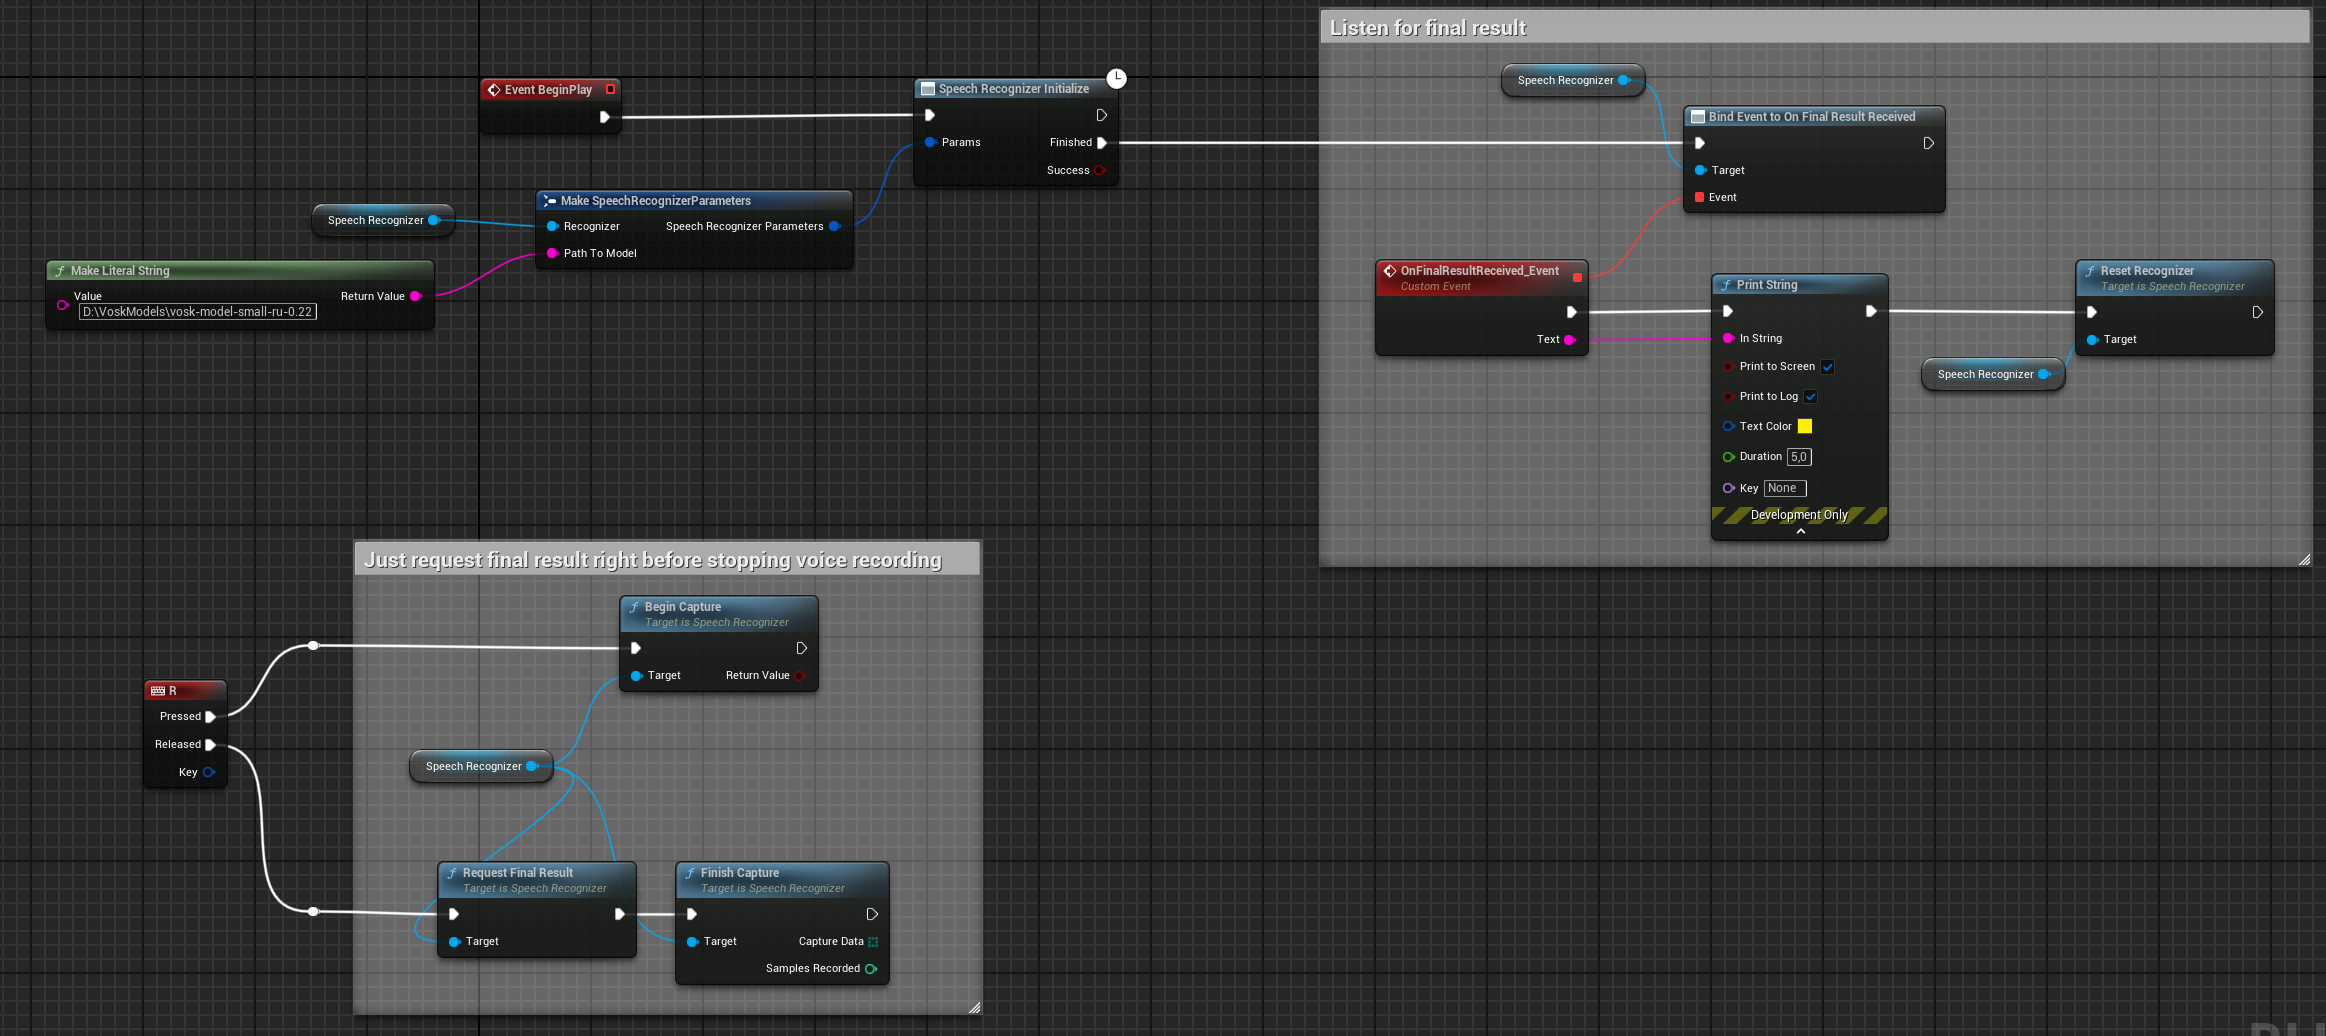 Listen for final result
Event BeginPlay
Speech Recognizer Initialize
Params
Finished
Success
Speech Recognizer
Make SpeechRecognizerParameters
Recognizer
Speech Recognizer Parameters
Path To Model
Make Literal String
Value
D:\VoskModels\vosk-model-small-ru-0.22
Return Value
Speech Recognizer
Bind Event to On Final Result Received
Target
Event
OnFinalResultReceived_Event
Custom Event
Text
Print String
In String
Print to Screen
Print to Log
Text Color
Duration 5,0
Key None
Development Only
Speech Recognizer
Reset Recognizer
Target is Speech Recognizer
Target
Just request final result right before stopping voice recording
R
Pressed
Released
Key
Begin Capture
Target is Speech Recognizer
Target
Return Value
Speech Recognizer
Request Final Result
Target is Speech Recognizer
Target
Finish Capture
Target is Speech Recognizer
Target
Capture Data
Samples Recorded